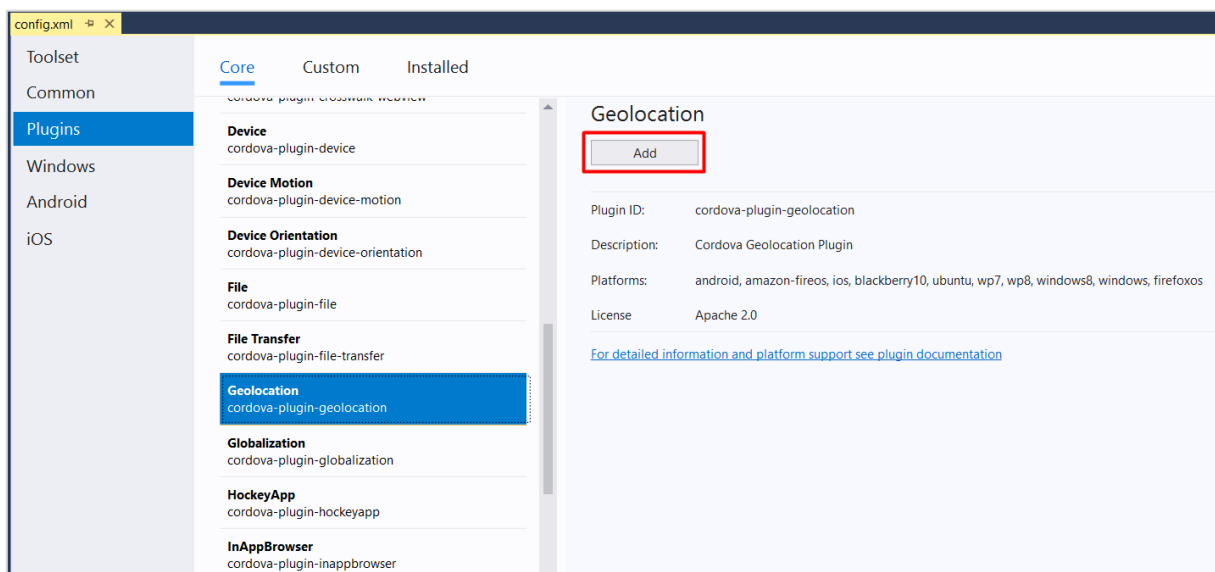 config.xml
Toolset
Common
Plugins
Windows
Android
iOS
Core Custom Installed
cordova-plugin-crosswalk-webview
Device
cordova-plugin-device
Device Motion
cordova-plugin-device-motion
Device Orientation
cordova-plugin-device-orientation
File
cordova-plugin-file
File Transfer
cordova-plugin-file-transfer
Geolocation
cordova-plugin-geolocation
Globalization
cordova-plugin-globalization
HockeyApp
cordova-plugin-hockeyapp
InAppBrowser
cordova-plugin-inappbrowser
Geolocation
Add
Plugin ID: cordova-plugin-geolocation
Description: Cordova Geolocation Plugin
Platforms: android, amazon-fireos, ios, blackberry10, ubuntu, wp7, wp8, windows8, windows, firefoxos
License Apache 2.0
For detailed information and platform support see plugin documentation